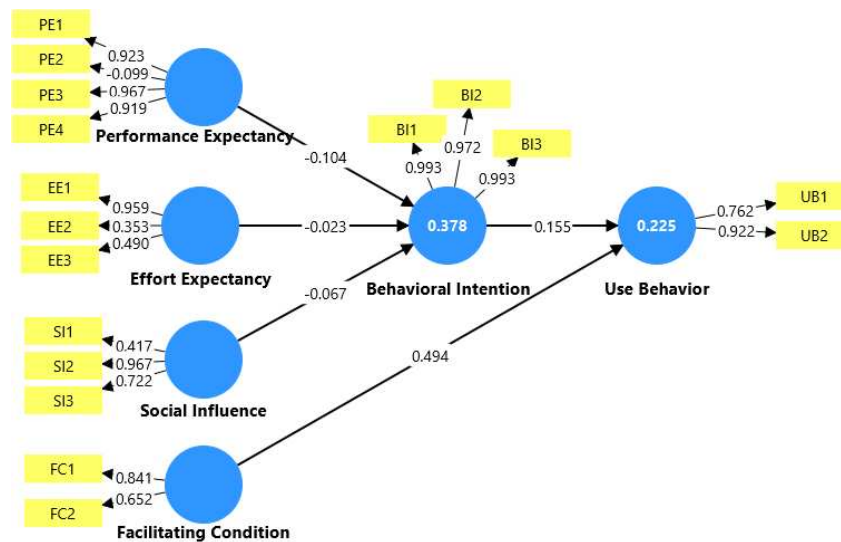 PE1
PE2
PE3
PE4
0.923
-0.099
0.967
0.919
Performance Expectancy
-0.104
EE1
EE2
EE3
0.959
0.353
0.490
Effort Expectancy
-0.023
SI1
SI2
SI3
0.417
0.967
0.722
Social Influence
-0.067
FC1
FC2
0.841
0.652
Facilitating Condition
0.494
BI1
BI2
BI3
0.993
0.972
0.993
0.378
Behavioral Intention
0.155
0.225
Use Behavior
0.762
0.922
UB1
UB2